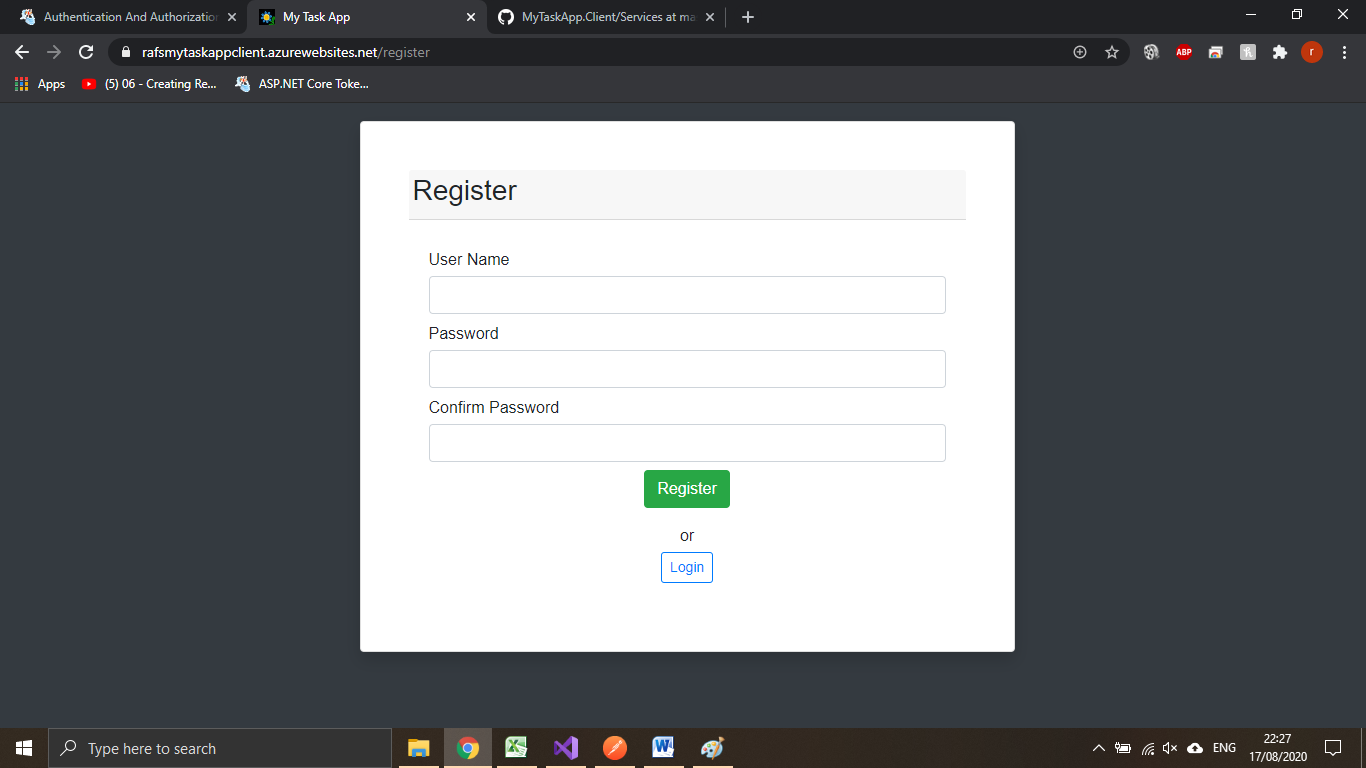 Authentication And Authorization
My Task App
MyTaskApp.Client/Services at ma
rafsmytaskappclient.azurewebsites.net/register
ABP
r
Apps
(5) 06 - Creating Re...
ASP.NET Core Toke...
Register
User Name
Password
Confirm Password
Register
or
Login
Type here to search
ENG
22:27
17/08/2020